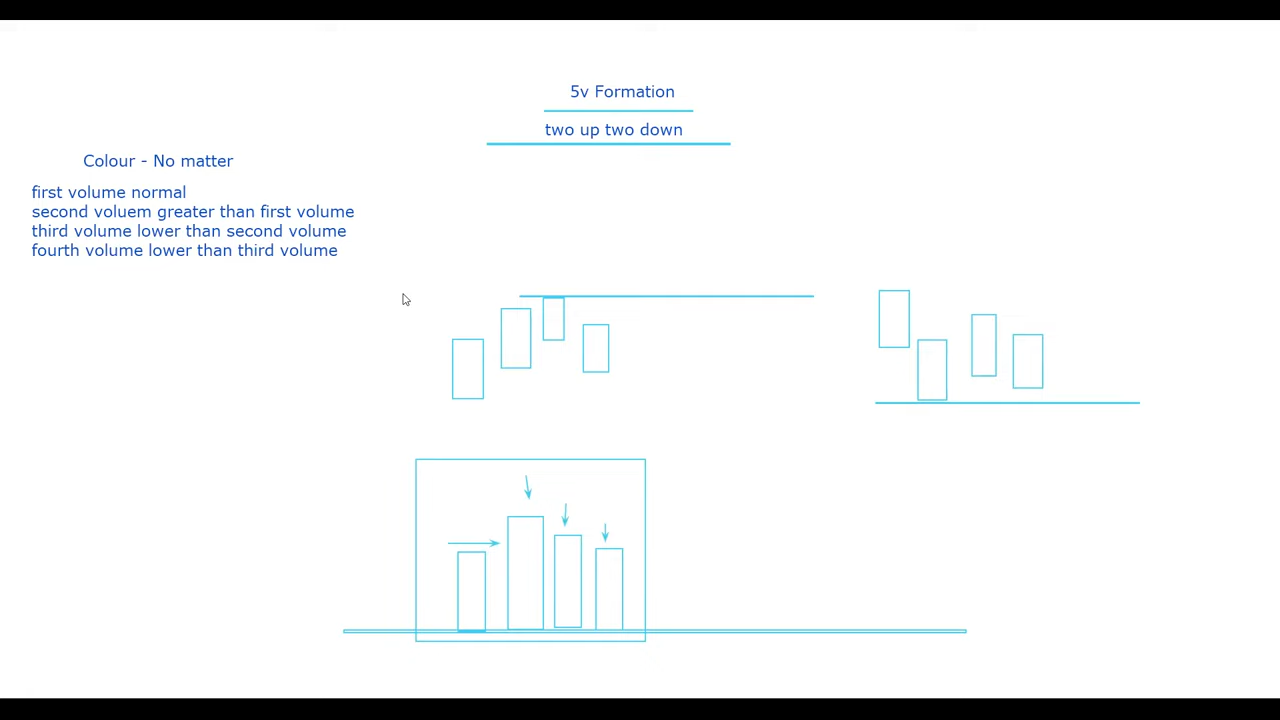 5v Formation
two up two down
Colour - No matter
first volume normal
second voluem greater than first volume
third volume lower than second volume
fourth volume lower than third volume